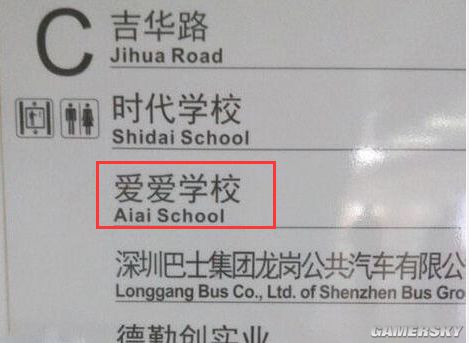 C
吉华路
Jihua Road
时代学校
Shidai School
爱爱学校
Aiai School
深圳巴士集团龙岗公共汽车有限公
Longgang Bus Co., Ltd. of Shenzhen Bus Gro
德勤创实业
GAMERSKY